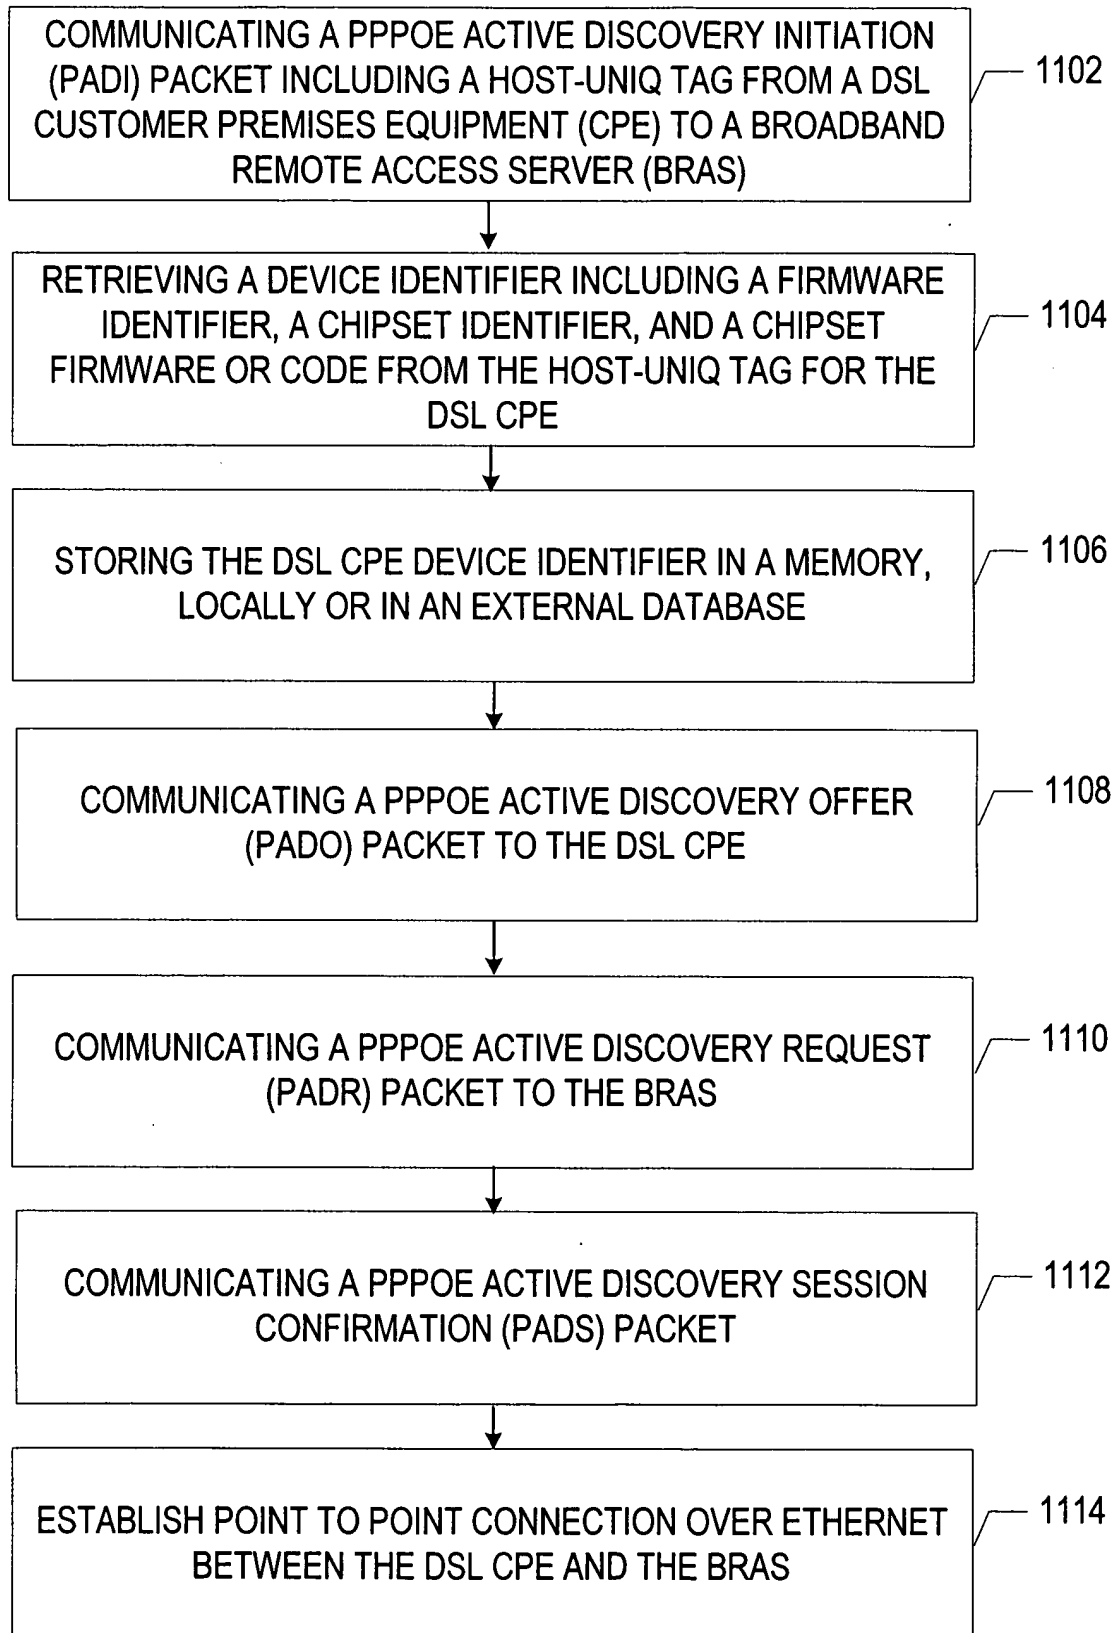 COMMUNICATING A PPPOE ACTIVE DISCOVERY INITIATION
(PADI) PACKET INCLUDING A HOST-UNIQ TAG FROM A DSL
CUSTOMER PREMISES EQUIPMENT (CPE) TO A BROADBAND
REMOTE ACCESS SERVER (BRAS)
1102
RETRIEVING A DEVICE IDENTIFIER INCLUDING A FIRMWARE
IDENTIFIER, A CHIPSET IDENTIFIER, AND A CHIPSET
FIRMWARE OR CODE FROM THE HOST-UNIQ TAG FOR THE
DSL CPE
1104
STORING THE DSL CPE DEVICE IDENTIFIER IN A MEMORY,
LOCALLY OR IN AN EXTERNAL DATABASE
1106
COMMUNICATING A PPPOE ACTIVE DISCOVERY OFFER
(PADO) PACKET TO THE DSL CPE
1108
COMMUNICATING A PPPOE ACTIVE DISCOVERY REQUEST
(PADR) PACKET TO THE BRAS
1110
COMMUNICATING A PPPOE ACTIVE DISCOVERY SESSION
CONFIRMATION (PADS) PACKET
1112
ESTABLISH POINT TO POINT CONNECTION OVER ETHERNET
BETWEEN THE DSL CPE AND THE BRAS
1114